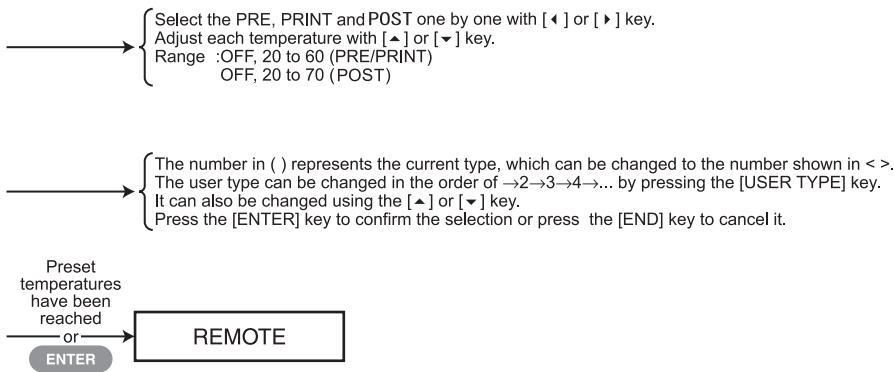 Select the PRE, PRINT and POST one by one with [ ◂ ] or [ ▸ ] key.
Adjust each temperature with [ ▴ ] or [ ▾ ] key.
Range :OFF, 20 to 60 (PRE/PRINT)
OFF, 20 to 70 (POST)
The number in ( ) represents the current type, which can be changed to the number shown in < >.
The user type can be changed in the order of →2→3→4→... by pressing the [USER TYPE] key.
It can also be changed using the [ ▴ ] or [ ▾ ] key.
Press the [ENTER] key to confirm the selection or press the [END] key to cancel it.
Preset
temperatures
have been
reached
or
ENTER
REMOTE